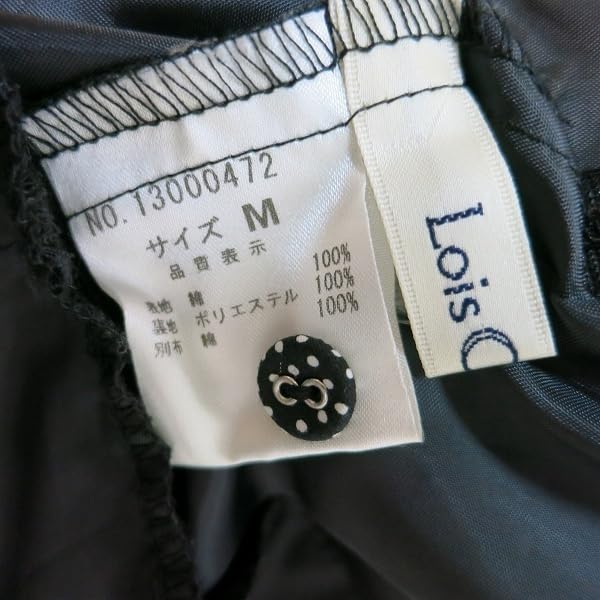 NO.13000472
サイズ M
品質表示
表地 綿 100%
裏地 ポリエステル 100%
別布 綿 100%
Lois C